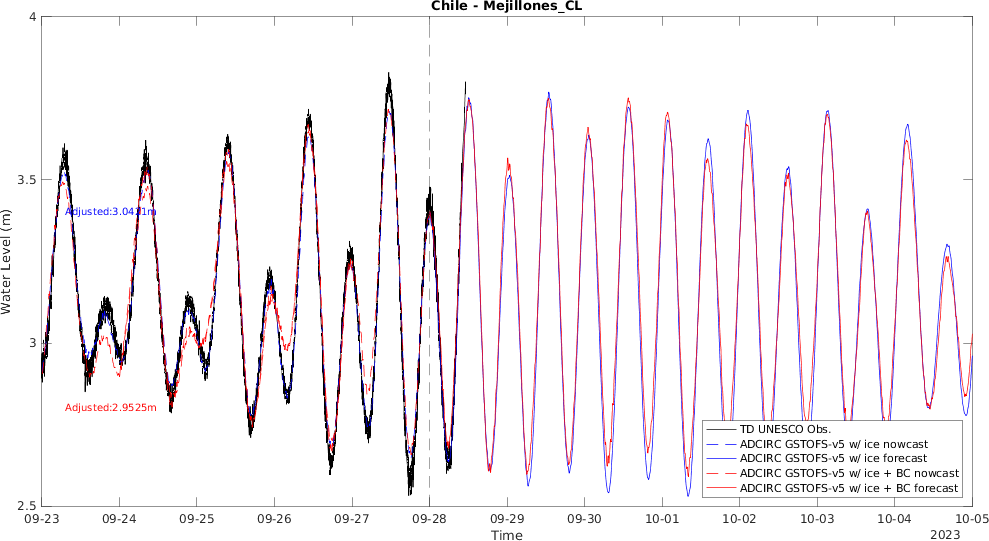 Chile - Mejillones_CL
4
3.5
3
2.5
Water Level (m)
Adjusted:3.0421m
Adjusted:2.9525m
TD UNESCO Obs.
ADCIRC GSTOFS-v5 w/ ice nowcast
ADCIRC GSTOFS-v5 w/ ice forecast
ADCIRC GSTOFS-v5 w/ ice + BC nowcast
ADCIRC GSTOFS-v5 w/ ice + BC forecast
09-23 09-24 09-25 09-26 09-27 09-28 09-29 09-30 10-01 10-02 10-03 10-04 10-05
Time
2023